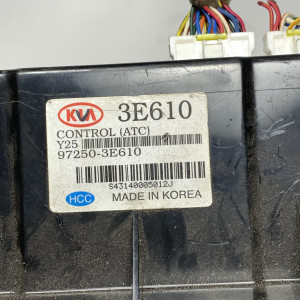 KIA 3E610
CONTROL (ATC)
Y25
97250-3E610
S43140005012J
HCC MADE IN KOREA